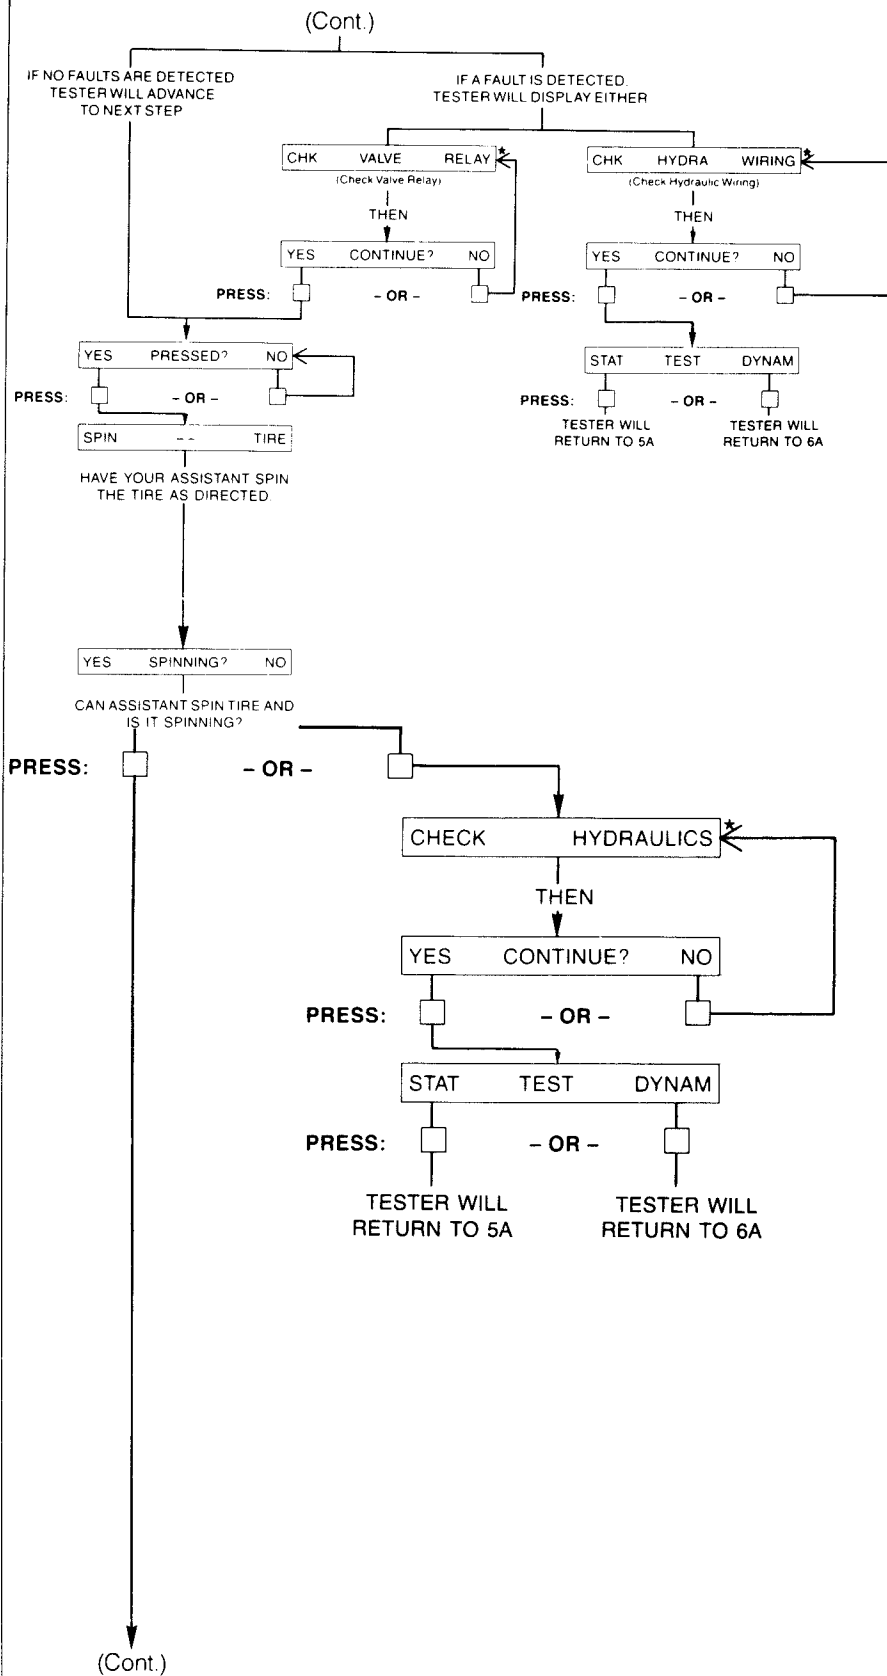 (Cont.)
IF NO FAULTS ARE DETECTED
TESTER WILL ADVANCE
TO NEXT STEP
IF A FAULT IS DETECTED.
TESTER WILL DISPLAY EITHER
CHK VALVE RELAY *
(Check Valve Relay)
THEN
YES CONTINUE? NO
PRESS: - OR -
CHK HYDRA WIRING *
(Check Hydraulic Wiring)
THEN
YES CONTINUE? NO
PRESS: - OR -
STAT TEST DYNAM
PRESS: - OR -
TESTER WILL
RETURN TO 5A
TESTER WILL
RETURN TO 6A
YES PRESSED? NO
PRESS: - OR -
SPIN -- TIRE
HAVE YOUR ASSISTANT SPIN
THE TIRE AS DIRECTED
YES SPINNING? NO
CAN ASSISTANT SPIN TIRE AND
IS IT SPINNING?
PRESS: - OR -
CHECK HYDRAULICS *
THEN
YES CONTINUE? NO
PRESS: - OR -
STAT TEST DYNAM
PRESS: - OR -
TESTER WILL
RETURN TO 5A
TESTER WILL
RETURN TO 6A
(Cont.)